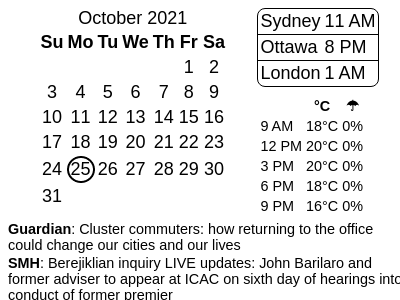 October 2021
Su Mo Tu We Th Fr Sa
1 2
3 4 5 6 7 8 9
10 11 12 13 14 15 16
17 18 19 20 21 22 23
24 25 26 27 28 29 30
31
Sydney 11 AM
Ottawa 8 PM
London 1 AM
°C ☂
9 AM 18°C 0%
12 PM 20°C 0%
3 PM 20°C 0%
6 PM 18°C 0%
9 PM 16°C 0%
Guardian: Cluster commuters: how returning to the office
could change our cities and our lives
SMH: Berejiklian inquiry LIVE updates: John Barilaro and
former adviser to appear at ICAC on sixth day of hearings into
conduct of former premier